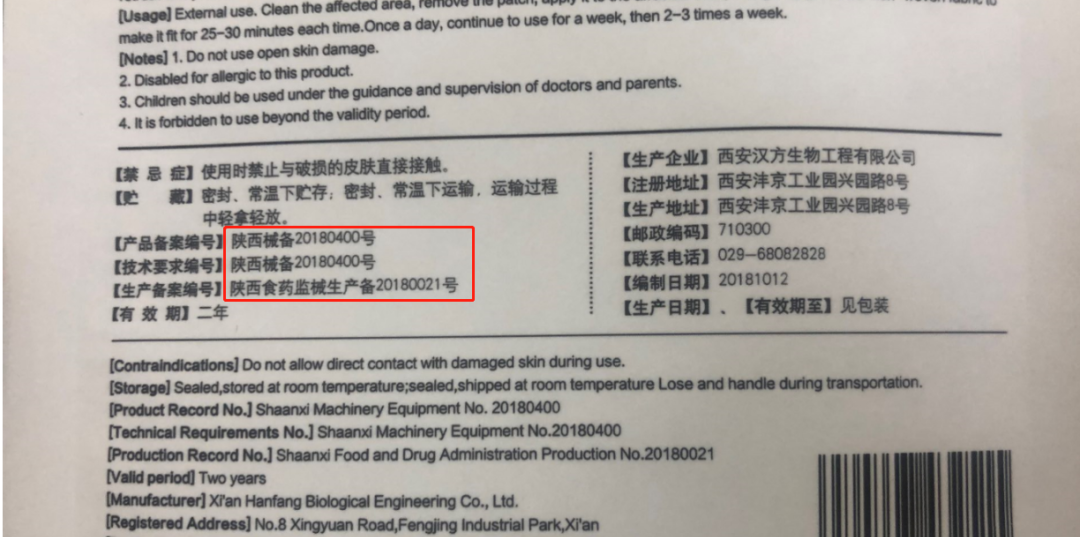 [Usage] External use. Clean the affected area, remove the patch, apply it to the
make it fit for 25-30 minutes each time.Once a day, continue to use for a week, then 2-3 times a week.
[Notes] 1. Do not use open skin damage.
2. Disabled for allergic to this product.
3. Children should be used under the guidance and supervision of doctors and parents.
4. It is forbidden to use beyond the validity period.
【禁 忌 症】使用时禁止与破损的皮肤直接接触。
【贮 藏】密封、常温下贮存；密封、常温下运输，运输过程
中轻拿轻放。
【产品备案编号】陕西械备20180400号
【技术要求编号】陕西械备20180400号
【生产备案编号】陕西食药监械生产备20180021号
【有 效 期】二年
【生产企业】西安汉方生物工程有限公司
【注册地址】西安沣京工业园兴园路8号
【生产地址】西安沣京工业园兴园路8号
【邮政编码】710300
【联系电话】029-68082828
【编制日期】20181012
【生产日期】、【有效期至】见包装
[Contraindications] Do not allow direct contact with damaged skin during use.
[Storage] Sealed,stored at room temperature;sealed,shipped at room temperature Lose and handle during transportation.
[Product Record No.] Shaanxi Machinery Equipment No. 20180400
[Technical Requirements No.] Shaanxi Machinery Equipment No.20180400
[Production Record No.] Shaanxi Food and Drug Administration Production No.20180021
[Valid period] Two years
[Manufacturer] Xi'an Hanfang Biological Engineering Co., Ltd.
[Registered Address] No.8 Xingyuan Road,Fengjing Industrial Park,Xi'an